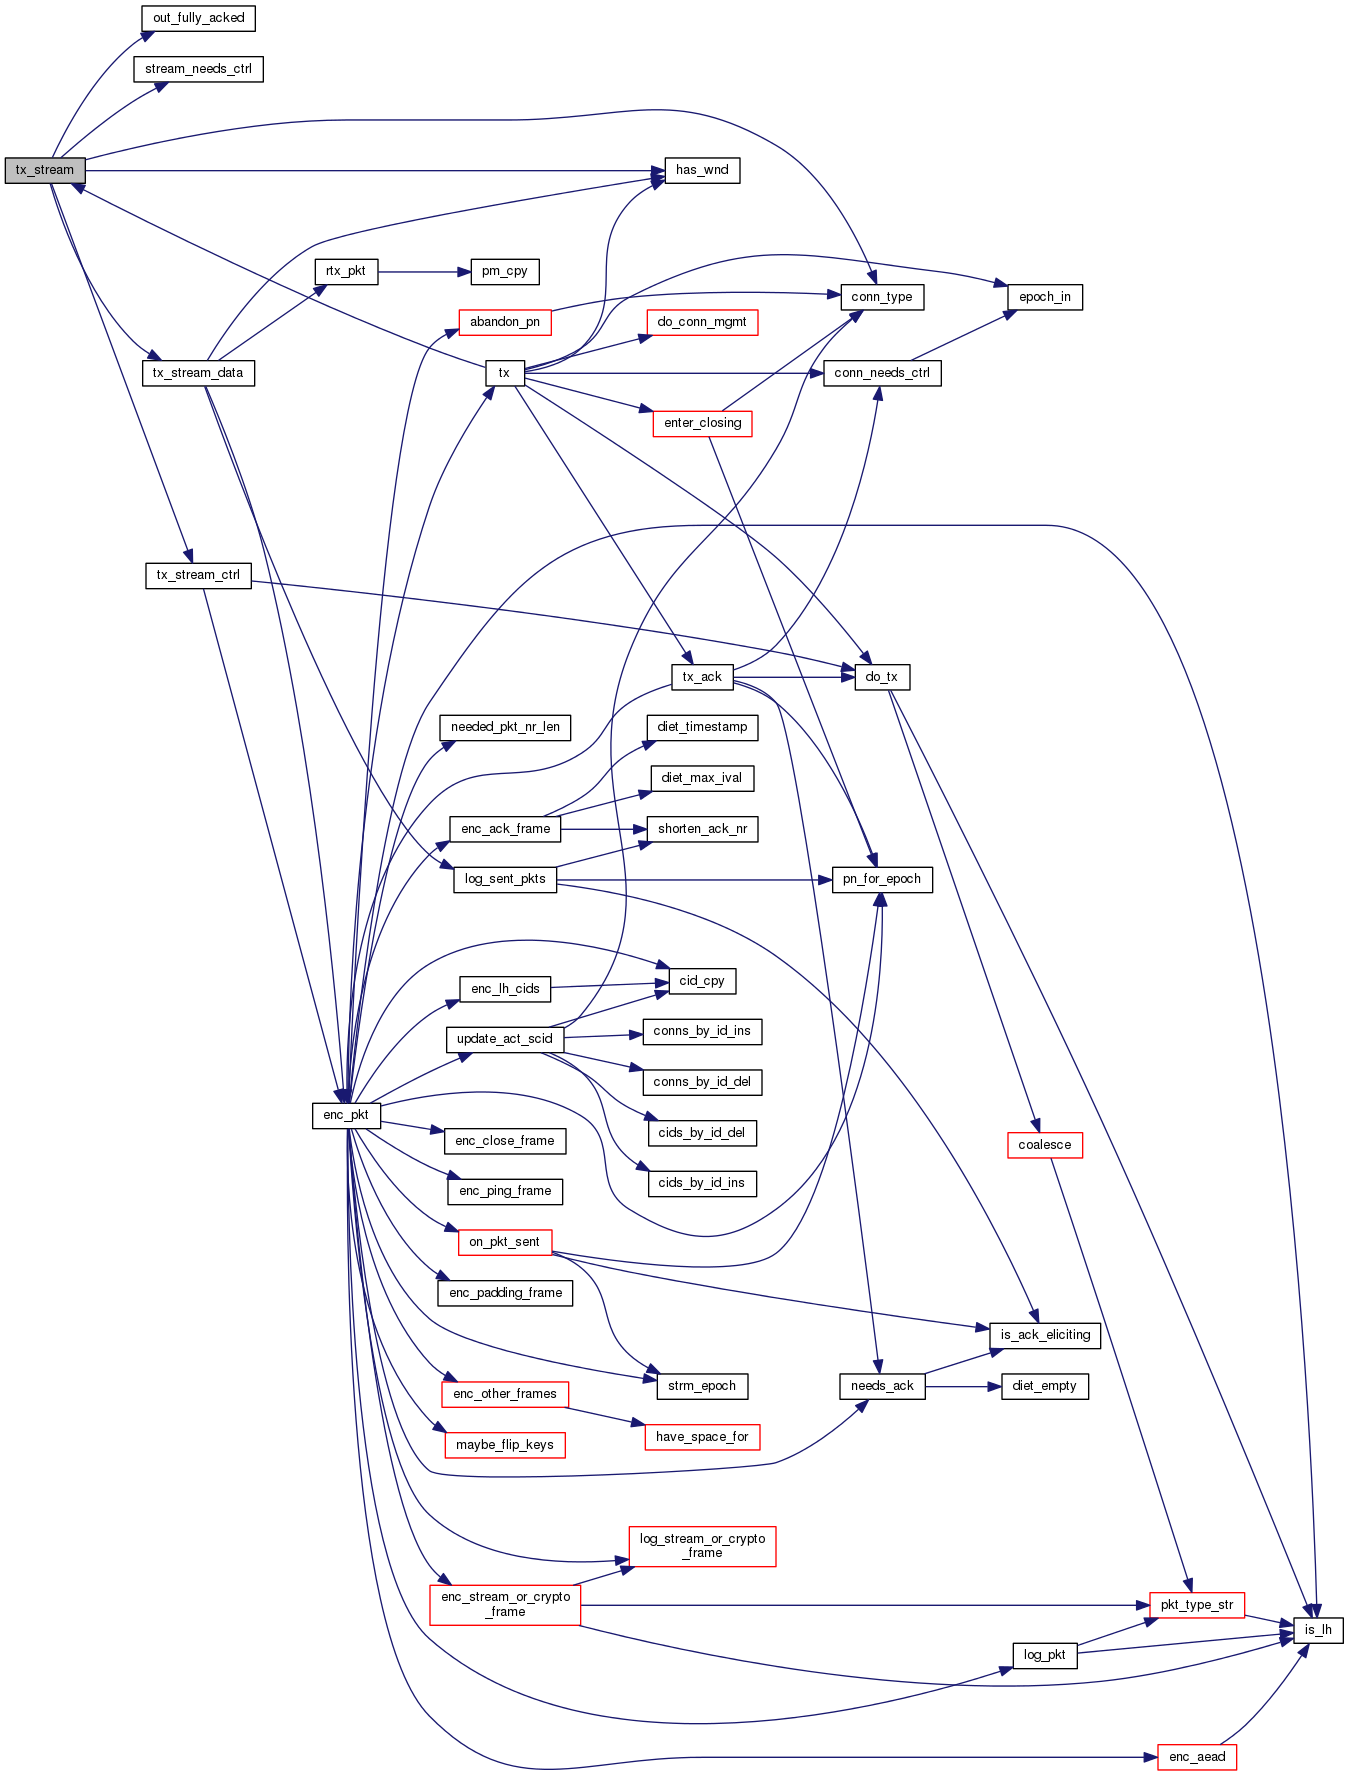 out_fully_acked
stream_needs_ctrl
tx_stream
has_wnd
rtx_pkt
pm_cpy
conn_type
epoch_in
abandon_pn
do_conn_mgmt
tx_stream_data
tx
conn_needs_ctrl
enter_closing
tx_stream_ctrl
tx_ack
do_tx
needed_pkt_nr_len
diet_timestamp
diet_max_ival
enc_ack_frame
shorten_ack_nr
log_sent_pkts
pn_for_epoch
cid_cpy
enc_lh_cids
conns_by_id_ins
update_act_scid
conns_by_id_del
enc_pkt
cids_by_id_del
enc_close_frame
coalesce
cids_by_id_ins
enc_ping_frame
on_pkt_sent
enc_padding_frame
is_ack_eliciting
strm_epoch
needs_ack
diet_empty
enc_other_frames
have_space_for
maybe_flip_keys
log_stream_or_crypto
_frame
enc_stream_or_crypto
_frame
pkt_type_str
is_lh
log_pkt
enc_aead